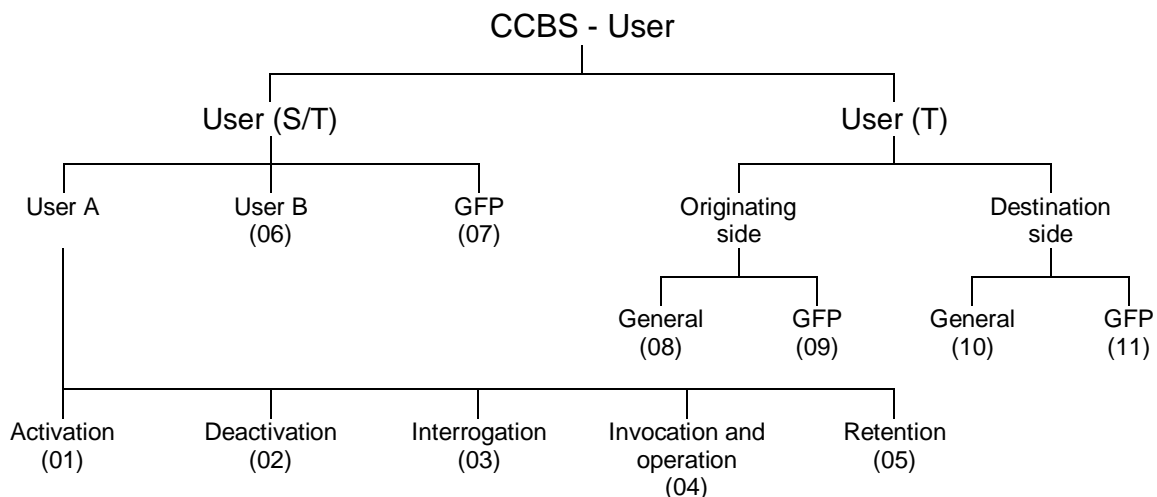 CCBS - User
User (S/T)
User (T)
User A
User B
(06)
GFP
(07)
Originating
side
Destination
side
General
(08)
GFP
(09)
General
(10)
GFP
(11)
Activation
(01)
Deactivation
(02)
Interrogation
(03)
Invocation and
operation
(04)
Retention
(05)